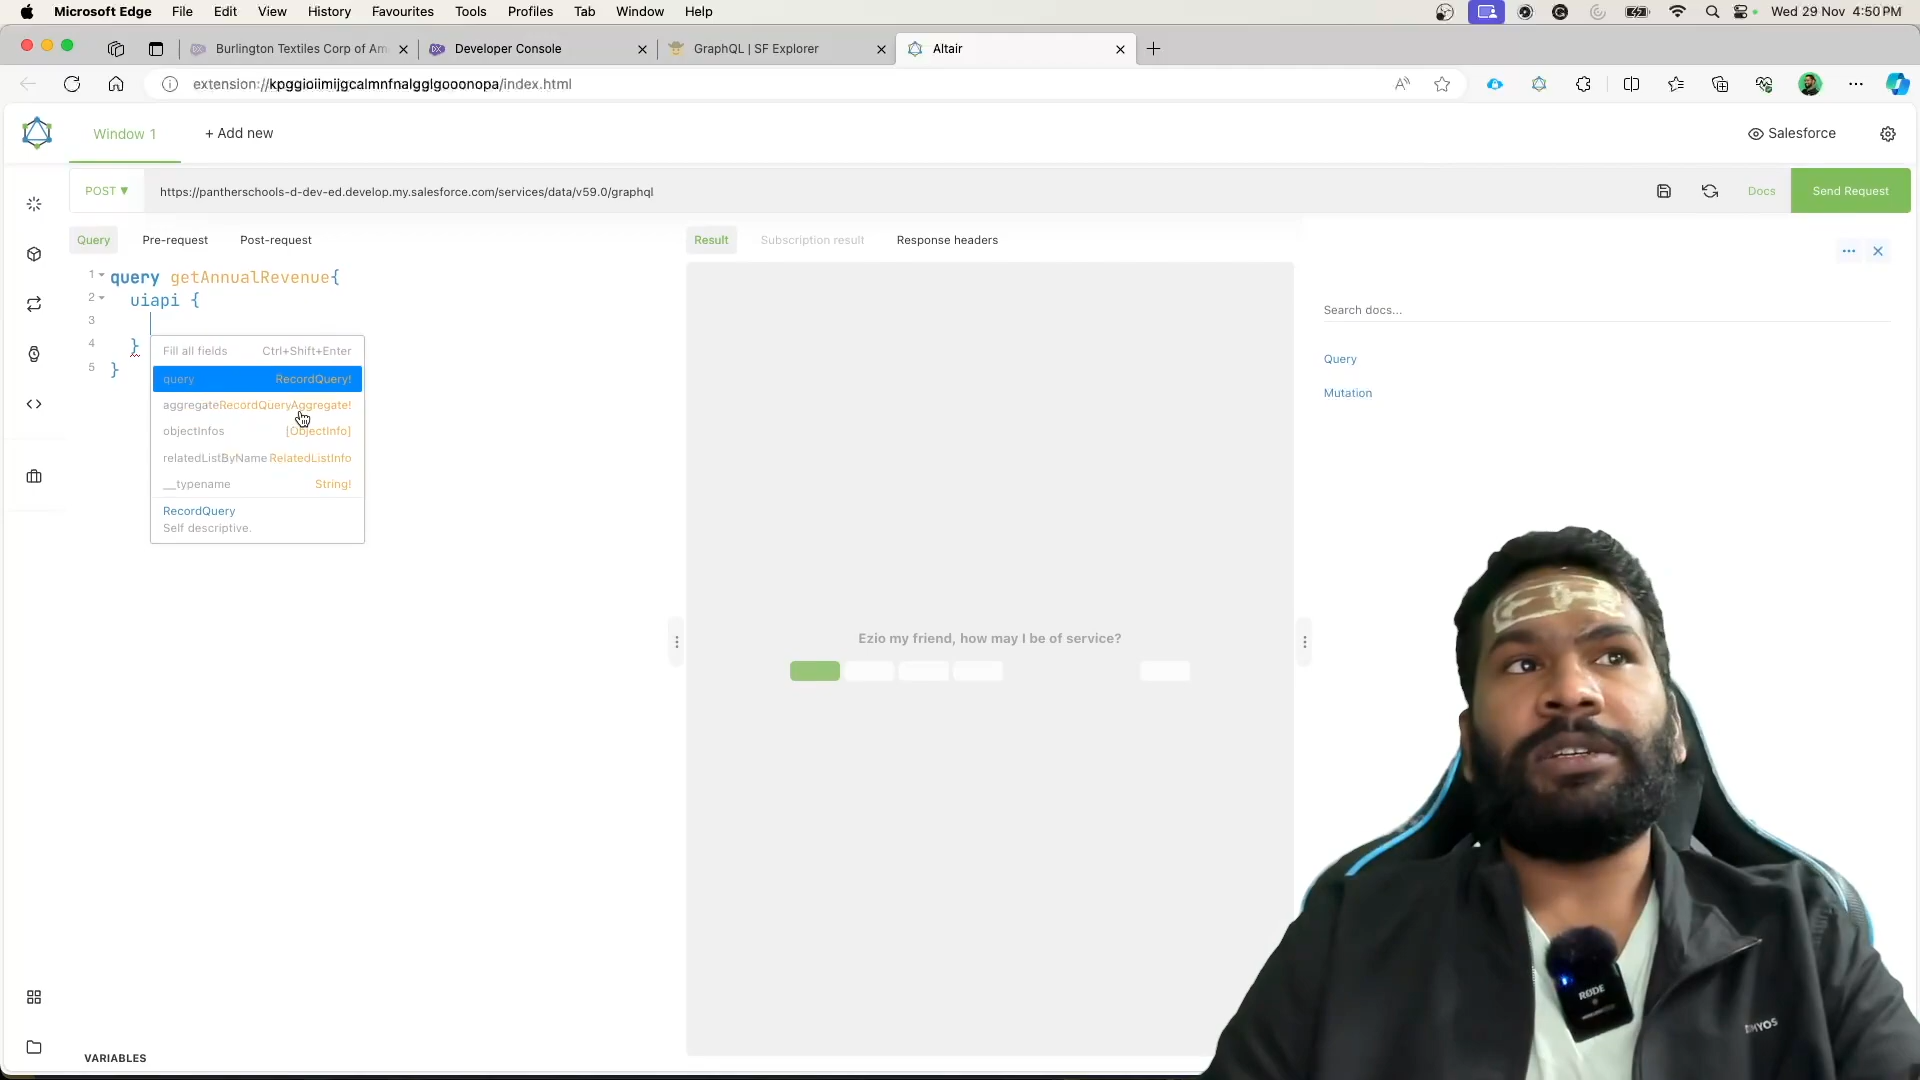 Microsoft Edge File Edit View History Favourites Tools Profiles Tab Window Help Wed 29 Nov 4:50 PM
Burlington Textiles Corp of Am Developer Console GraphQL | SF Explorer Altair
extension://kpggioiimijgcalmnfnalgglgooonopa/index.html
Window 1 + Add new Salesforce
POST https://pantherschools-d-dev-ed.develop.my.salesforce.com/services/data/v59.0/graphql Docs Send Request
Query Pre-request Post-request Result Subscription result Response headers
1 query getAnnualRevenue{
2 uiapi {
3
4 }
5 }
Fill all fields Ctrl+Shift+Enter
query RecordQuery!
aggregate RecordQueryAggregate!
objectInfos [ObjectInfo]
relatedListByName RelatedListInfo
__typename String!
RecordQuery
Self descriptive.
Search docs...
Query
Mutation
Ezio my friend, how may I be of service?
RØDE
VARIABLES